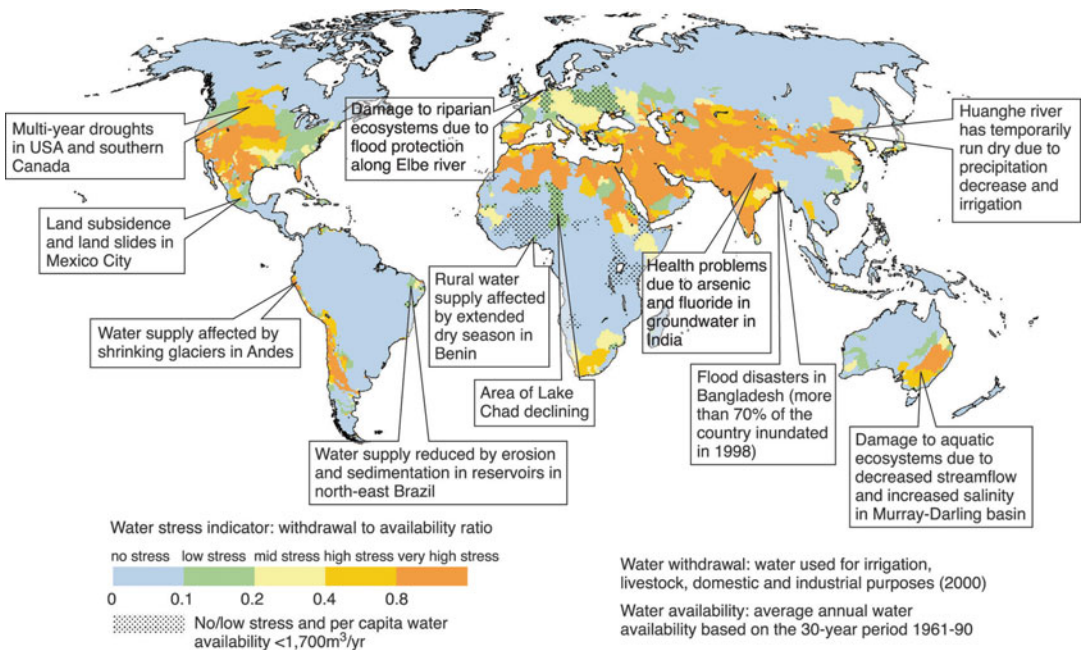 Multi-year droughts
in USA and southern
Canada
Damage to riparian
ecosystems due to
flood protection
along Elbe river
Huanghe river
has temporarily
run dry due to
precipitation
decrease and
irrigation
Land subsidence
and land slides in
Mexico City
Water supply affected by
shrinking glaciers in Andes
Rural water
supply affected
by extended
dry season in
Benin
Health problems
due to arsenic
and fluoride in
groundwater in
India
Area of Lake
Chad declining
Flood disasters in
Bangladesh (more
than 70% of the
country inundated
in 1998)
Water supply reduced by erosion
and sedimentation in reservoirs in
north-east Brazil
Damage to aquatic
ecosystems due to
decreased streamflow
and increased salinity
in Murray-Darling basin
Water stress indicator: withdrawal to availability ratio
no stress low stress mid stress high stress very high stress
0 0.1 0.2 0.4 0.8
No/low stress and per capita water
availability <1,700m³/yr
Water withdrawal: water used for irrigation,
livestock, domestic and industrial purposes (2000)
Water availability: average annual water
availability based on the 30-year period 1961-90